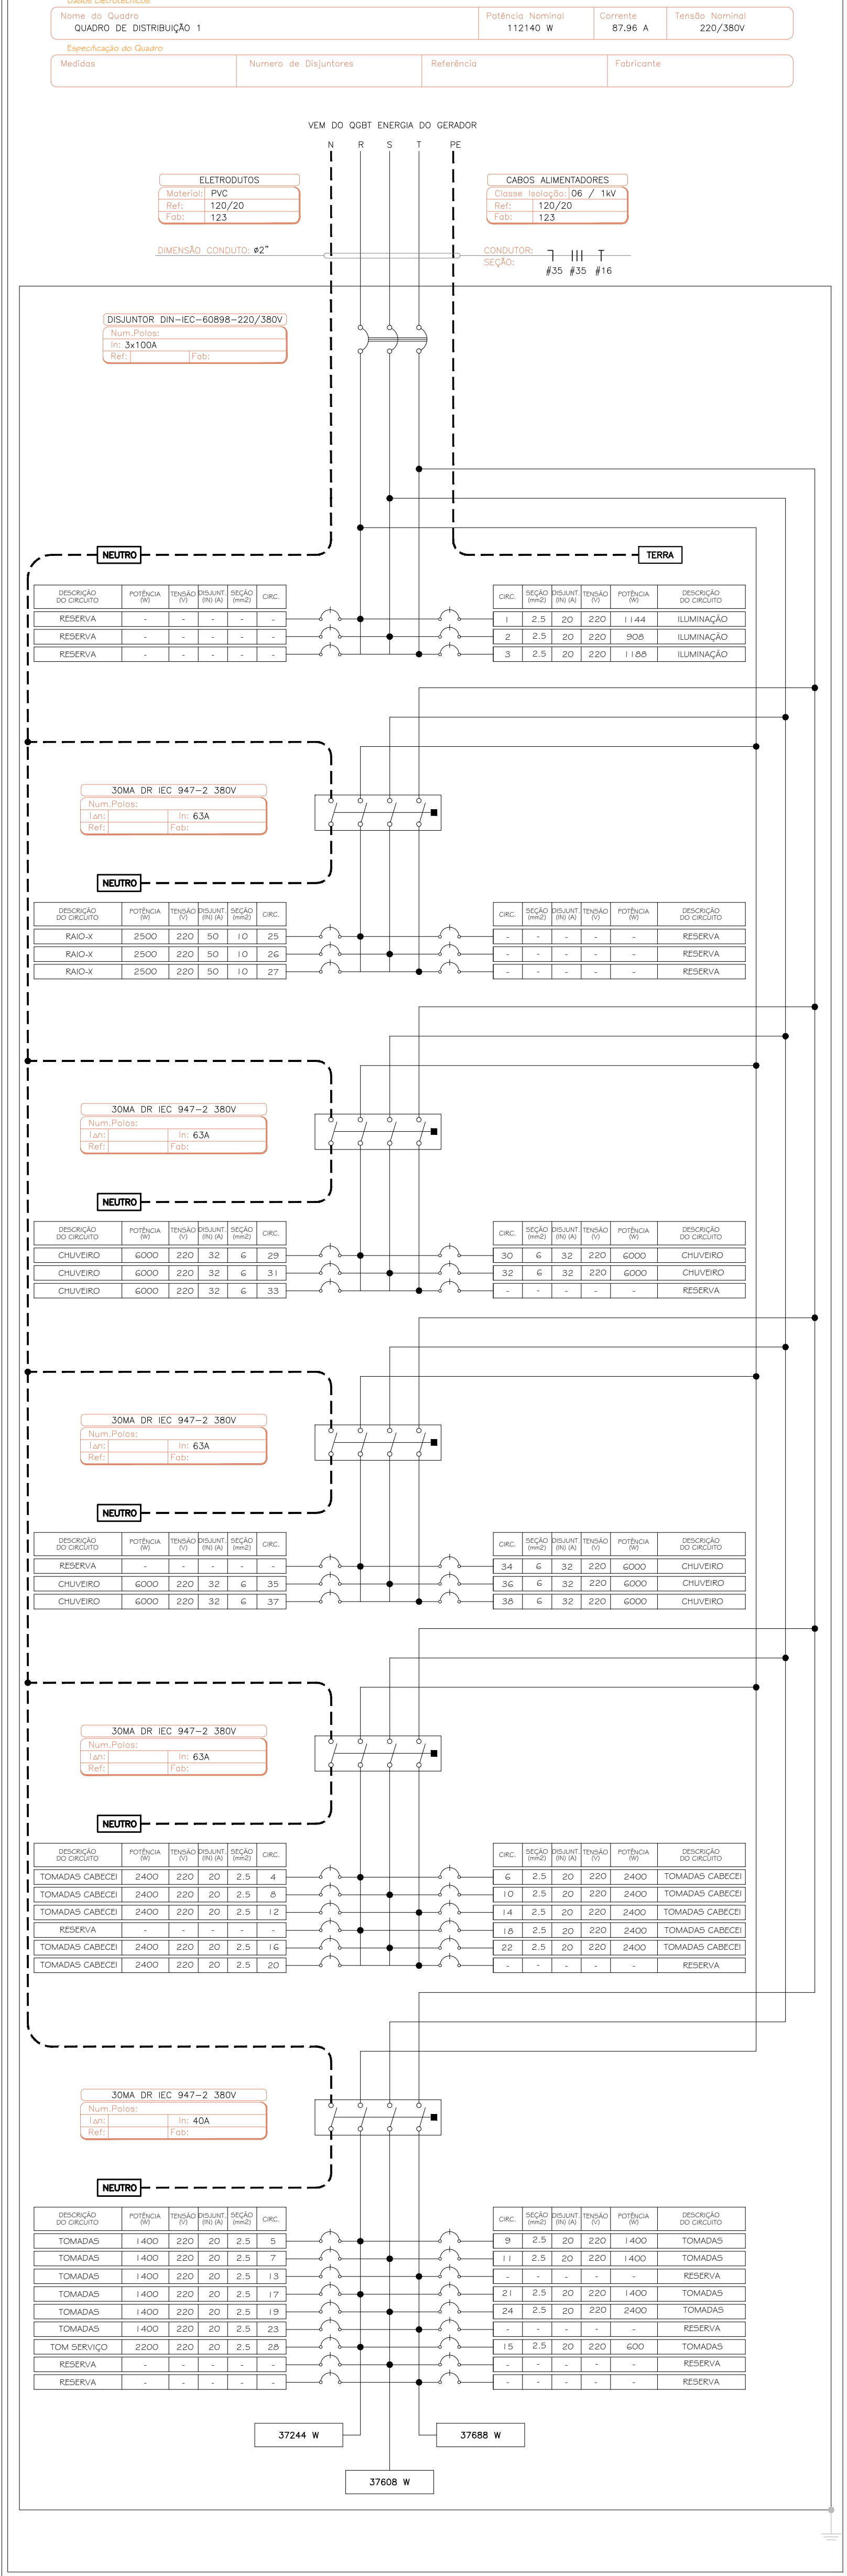 Dados Eletrotécnicos
Nome do Quadro Potência Nominal Corrente Tensão Nominal
QUADRO DE DISTRIBUIÇÃO 1 112140 W 87.96 A 220/380V
Especificação do Quadro
Medidas Numero de Disjuntores Referência Fabricante
VEM DO QGBT ENERGIA DO GERADOR
N R S T PE
ELETRODUTOS
Material: PVC
Ref: 120/20
Fab: 123
CABOS ALIMENTADORES
Classe Isolação: 06 / 1kV
Ref: 120/20
Fab: 123
DIMENSÃO CONDUTO: ø2"
CONDUTOR:
SEÇÃO:
#35 #35 #16
DISJUNTOR DIN-IEC-60898-220/380V
Num.Polos:
In: 3x100A
Ref: Fab:
NEUTRO TERRA
DESCRIÇÃO DO CIRCUITO POTÊNCIA (W) TENSÃO (V) DISJUNT. (IN) (A) SEÇÃO (mm2) CIRC. CIRC. SEÇÃO (mm2) DISJUNT. (IN) (A) TENSÃO (V) POTÊNCIA (W) DESCRIÇÃO DO CIRCUITO
RESERVA - - - - - 1 2.5 20 220 1144 ILUMINAÇÃO
RESERVA - - - - - 2 2.5 20 220 908 ILUMINAÇÃO
RESERVA - - - - - 3 2.5 20 220 1188 ILUMINAÇÃO
30MA DR IEC 947-2 380V
Num.Polos:
I∆n: In: 63A
Ref: Fab:
NEUTRO
DESCRIÇÃO DO CIRCUITO POTÊNCIA (W) TENSÃO (V) DISJUNT. (IN) (A) SEÇÃO (mm2) CIRC. CIRC. SEÇÃO (mm2) DISJUNT. (IN) (A) TENSÃO (V) POTÊNCIA (W) DESCRIÇÃO DO CIRCUITO
RAIO-X 2500 220 50 10 25 - - - - - RESERVA
RAIO-X 2500 220 50 10 26 - - - - - RESERVA
RAIO-X 2500 220 50 10 27 - - - - - RESERVA
30MA DR IEC 947-2 380V
Num.Polos:
I∆n: In: 63A
Ref: Fab:
NEUTRO
DESCRIÇÃO DO CIRCUITO POTÊNCIA (W) TENSÃO (V) DISJUNT. (IN) (A) SEÇÃO (mm2) CIRC. CIRC. SEÇÃO (mm2) DISJUNT. (IN) (A) TENSÃO (V) POTÊNCIA (W) DESCRIÇÃO DO CIRCUITO
CHUVEIRO 6000 220 32 6 29 30 6 32 220 6000 CHUVEIRO
CHUVEIRO 6000 220 32 6 31 32 6 32 220 6000 CHUVEIRO
CHUVEIRO 6000 220 32 6 33 - - - - - RESERVA
30MA DR IEC 947-2 380V
Num.Polos:
I∆n: In: 63A
Ref: Fab:
NEUTRO
DESCRIÇÃO DO CIRCUITO POTÊNCIA (W) TENSÃO (V) DISJUNT. (IN) (A) SEÇÃO (mm2) CIRC. CIRC. SEÇÃO (mm2) DISJUNT. (IN) (A) TENSÃO (V) POTÊNCIA (W) DESCRIÇÃO DO CIRCUITO
RESERVA - - - - - 34 6 32 220 6000 CHUVEIRO
CHUVEIRO 6000 220 32 6 35 36 6 32 220 6000 CHUVEIRO
CHUVEIRO 6000 220 32 6 37 38 6 32 220 6000 CHUVEIRO
30MA DR IEC 947-2 380V
Num.Polos:
I∆n: In: 63A
Ref: Fab:
NEUTRO
DESCRIÇÃO DO CIRCUITO POTÊNCIA (W) TENSÃO (V) DISJUNT. (IN) (A) SEÇÃO (mm2) CIRC. CIRC. SEÇÃO (mm2) DISJUNT. (IN) (A) TENSÃO (V) POTÊNCIA (W) DESCRIÇÃO DO CIRCUITO
TOMADAS CABECEI 2400 220 20 2.5 4 6 2.5 20 220 2400 TOMADAS CABECEI
TOMADAS CABECEI 2400 220 20 2.5 8 10 2.5 20 220 2400 TOMADAS CABECEI
TOMADAS CABECEI 2400 220 20 2.5 12 14 2.5 20 220 2400 TOMADAS CABECEI
RESERVA - - - - - 18 2.5 20 220 2400 TOMADAS CABECEI
TOMADAS CABECEI 2400 220 20 2.5 16 22 2.5 20 220 2400 TOMADAS CABECEI
TOMADAS CABECEI 2400 220 20 2.5 20 - - - - - RESERVA
30MA DR IEC 947-2 380V
Num.Polos:
I∆n: In: 40A
Ref: Fab:
NEUTRO
DESCRIÇÃO DO CIRCUITO POTÊNCIA (W) TENSÃO (V) DISJUNT. (IN) (A) SEÇÃO (mm2) CIRC. CIRC. SEÇÃO (mm2) DISJUNT. (IN) (A) TENSÃO (V) POTÊNCIA (W) DESCRIÇÃO DO CIRCUITO
TOMADAS 1400 220 20 2.5 5 9 2.5 20 220 1400 TOMADAS
TOMADAS 1400 220 20 2.5 7 11 2.5 20 220 1400 TOMADAS
TOMADAS 1400 220 20 2.5 13 - - - - - RESERVA
TOMADAS 1400 220 20 2.5 17 21 2.5 20 220 1400 TOMADAS
TOMADAS 1400 220 20 2.5 19 24 2.5 20 220 2400 TOMADAS
TOMADAS 1400 220 20 2.5 23 - - - - - RESERVA
TOM SERVIÇO 2200 220 20 2.5 28 15 2.5 20 220 600 TOMADAS
RESERVA - - - - - - - - - - RESERVA
RESERVA - - - - - - - - - - RESERVA
37244 W 37688 W
37608 W